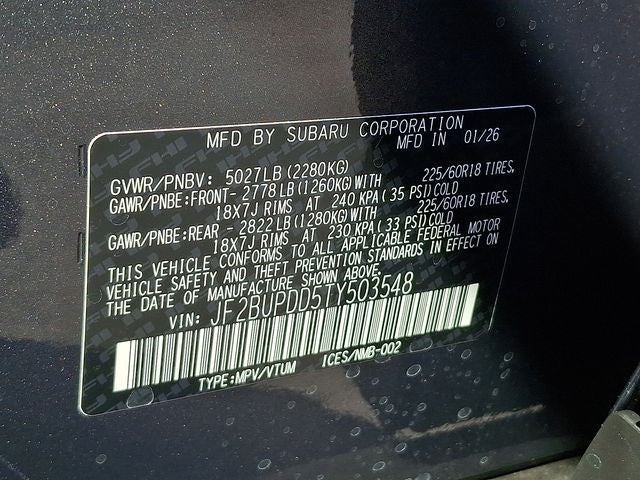 MFD BY SUBARU CORPORATION
MFD IN 01/26
GVWR/PNBV: 5027LB (2280KG)
GAWR/PNBE:FRONT- 2778 LB (1260KG) WITH 225/60R18 TIRES,
18X7J RIMS AT 240 KPA (35 PSI) COLD
GAWR/PNBE:REAR - 2822 LB (1280KG) WITH 225/60R18 TIRES,
18X7J RIMS AT 230 KPA (33 PSI) COLD
THIS VEHICLE CONFORMS TO ALL APPLICABLE FEDERAL MOTOR
VEHICLE SAFETY AND THEFT PREVENTION STANDARDS IN EFFECT ON
THE DATE OF MANUFACTURE SHOWN ABOVE.
VIN: JF2BUPDD5TY503548
TYPE:MPV/VTUM ICES/NMB-002